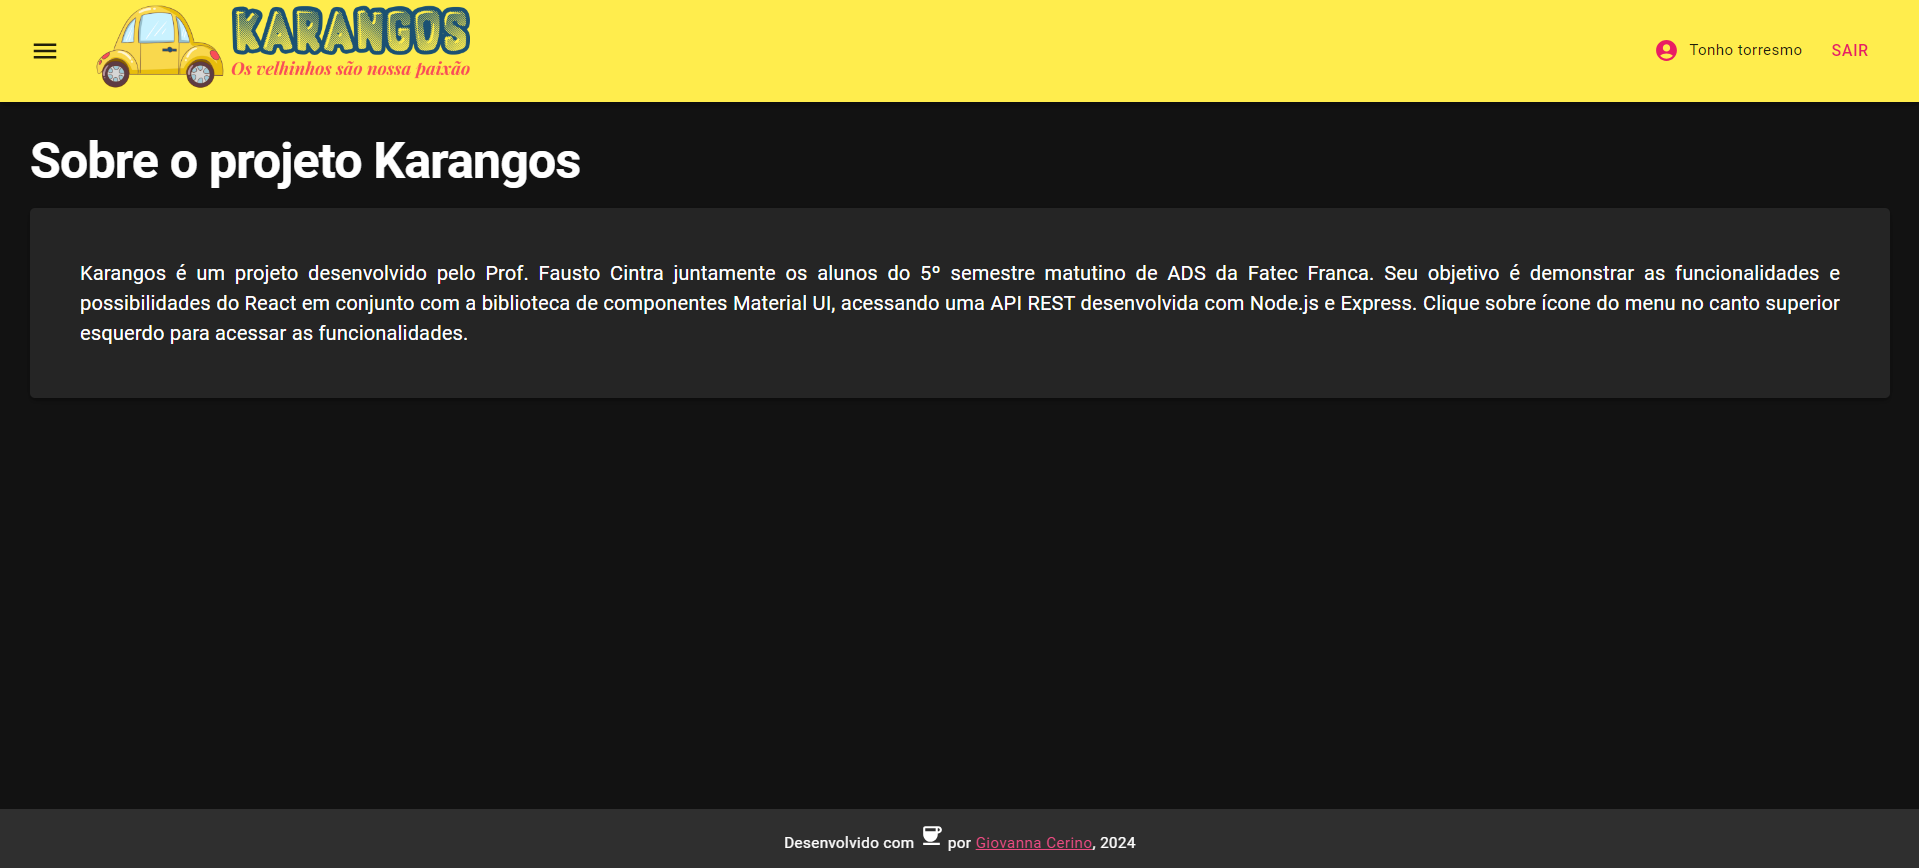 KARANGOS
Os velhinhos são nossa paixão
Tonho torresmo SAIR
Sobre o projeto Karangos
Karangos é um projeto desenvolvido pelo Prof. Fausto Cintra juntamente os alunos do 5º semestre matutino de ADS da Fatec Franca. Seu objetivo é demonstrar as funcionalidades e
possibilidades do React em conjunto com a biblioteca de componentes Material UI, acessando uma API REST desenvolvida com Node.js e Express. Clique sobre ícone do menu no canto superior
esquerdo para acessar as funcionalidades.
Desenvolvido com por Giovanna Cerino, 2024